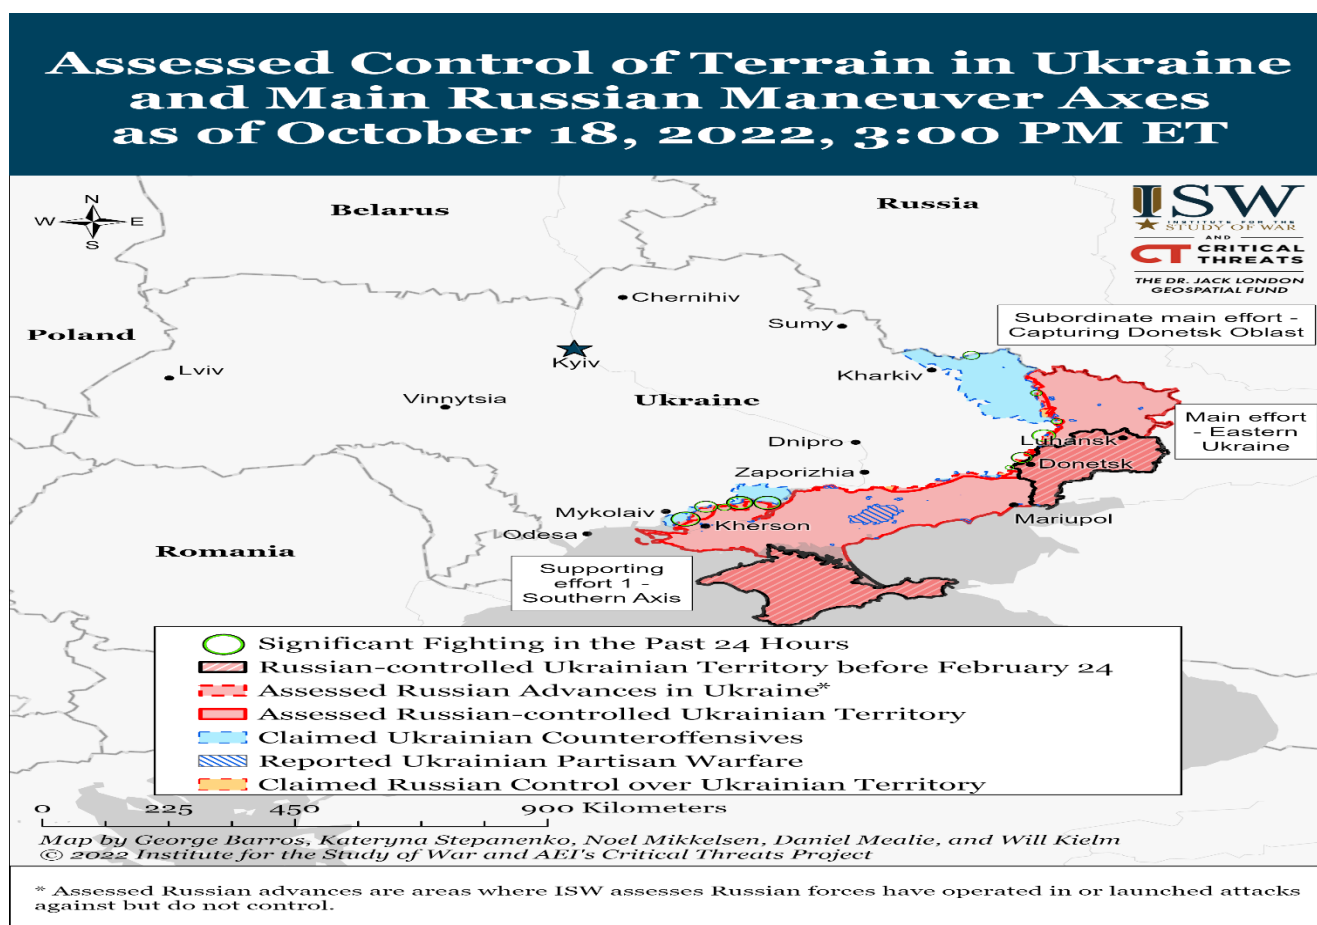 Assessed Control of Terrain in Ukraine
and Main Russian Maneuver Axes
as of October 18, 2022, 3:00 PM ET
N
W E
S
Belarus
Russia
ISW
INSTITUTE FOR THE
STUDY OF WAR
AND
CT CRITICAL
THREATS
THE DR. JACK LONDON
GEOSPATIAL FUND
Chernihiv
Subordinate main effort -
Capturing Donetsk Oblast
Sumy
Poland
Kyiv
Lviv
Kharkiv
Vinnytsia
Ukraine
Main effort
- Eastern
Ukraine
Dnipro
Luhansk
Zaporizhia
Donetsk
Mykolaiv
Kherson
Mariupol
Odesa
Romania
Supporting
effort 1 -
Southern Axis
Significant Fighting in the Past 24 Hours
Russian-controlled Ukrainian Territory before February 24
Assessed Russian Advances in Ukraine*
Assessed Russian-controlled Ukrainian Territory
Claimed Ukrainian Counteroffensives
Reported Ukrainian Partisan Warfare
Claimed Russian Control over Ukrainian Territory
0 225 450 900 Kilometers
Map by George Barros, Kateryna Stepanenko, Noel Mikkelsen, Daniel Mealie, and Will Kielm
© 2022 Institute for the Study of War and AEI's Critical Threats Project
* Assessed Russian advances are areas where ISW assesses Russian forces have operated in or launched attacks
against but do not control.